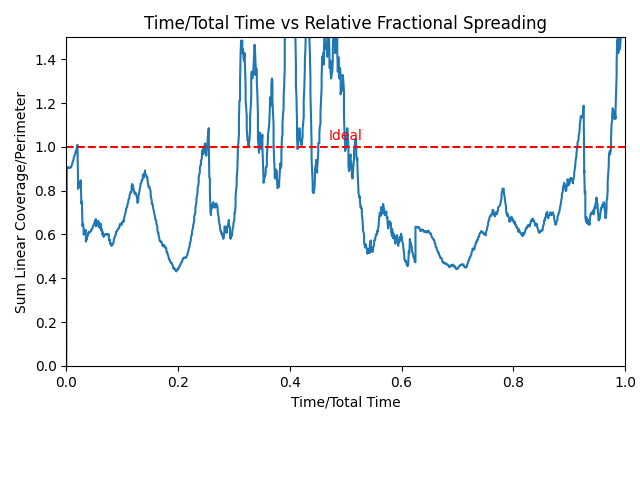 Time/Total Time vs Relative Fractional Spreading
Sum Linear Coverage/Perimeter
1.4
1.2
1.0
0.8
0.6
0.4
0.2
0.0
Ideal
0.0 0.2 0.4 0.6 0.8 1.0
Time/Total Time